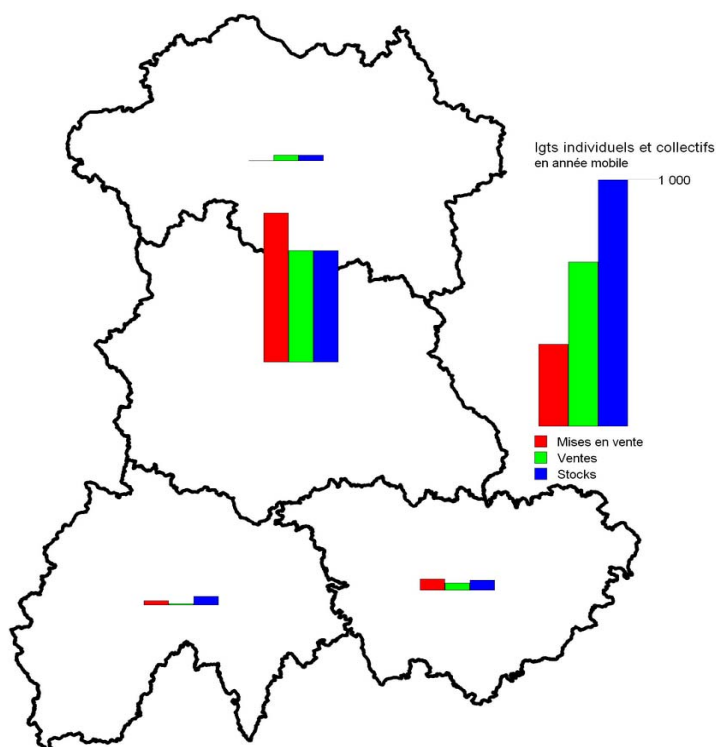 lgts individuels et collectifs
en année mobile
1 000
Mises en vente
Ventes
Stocks